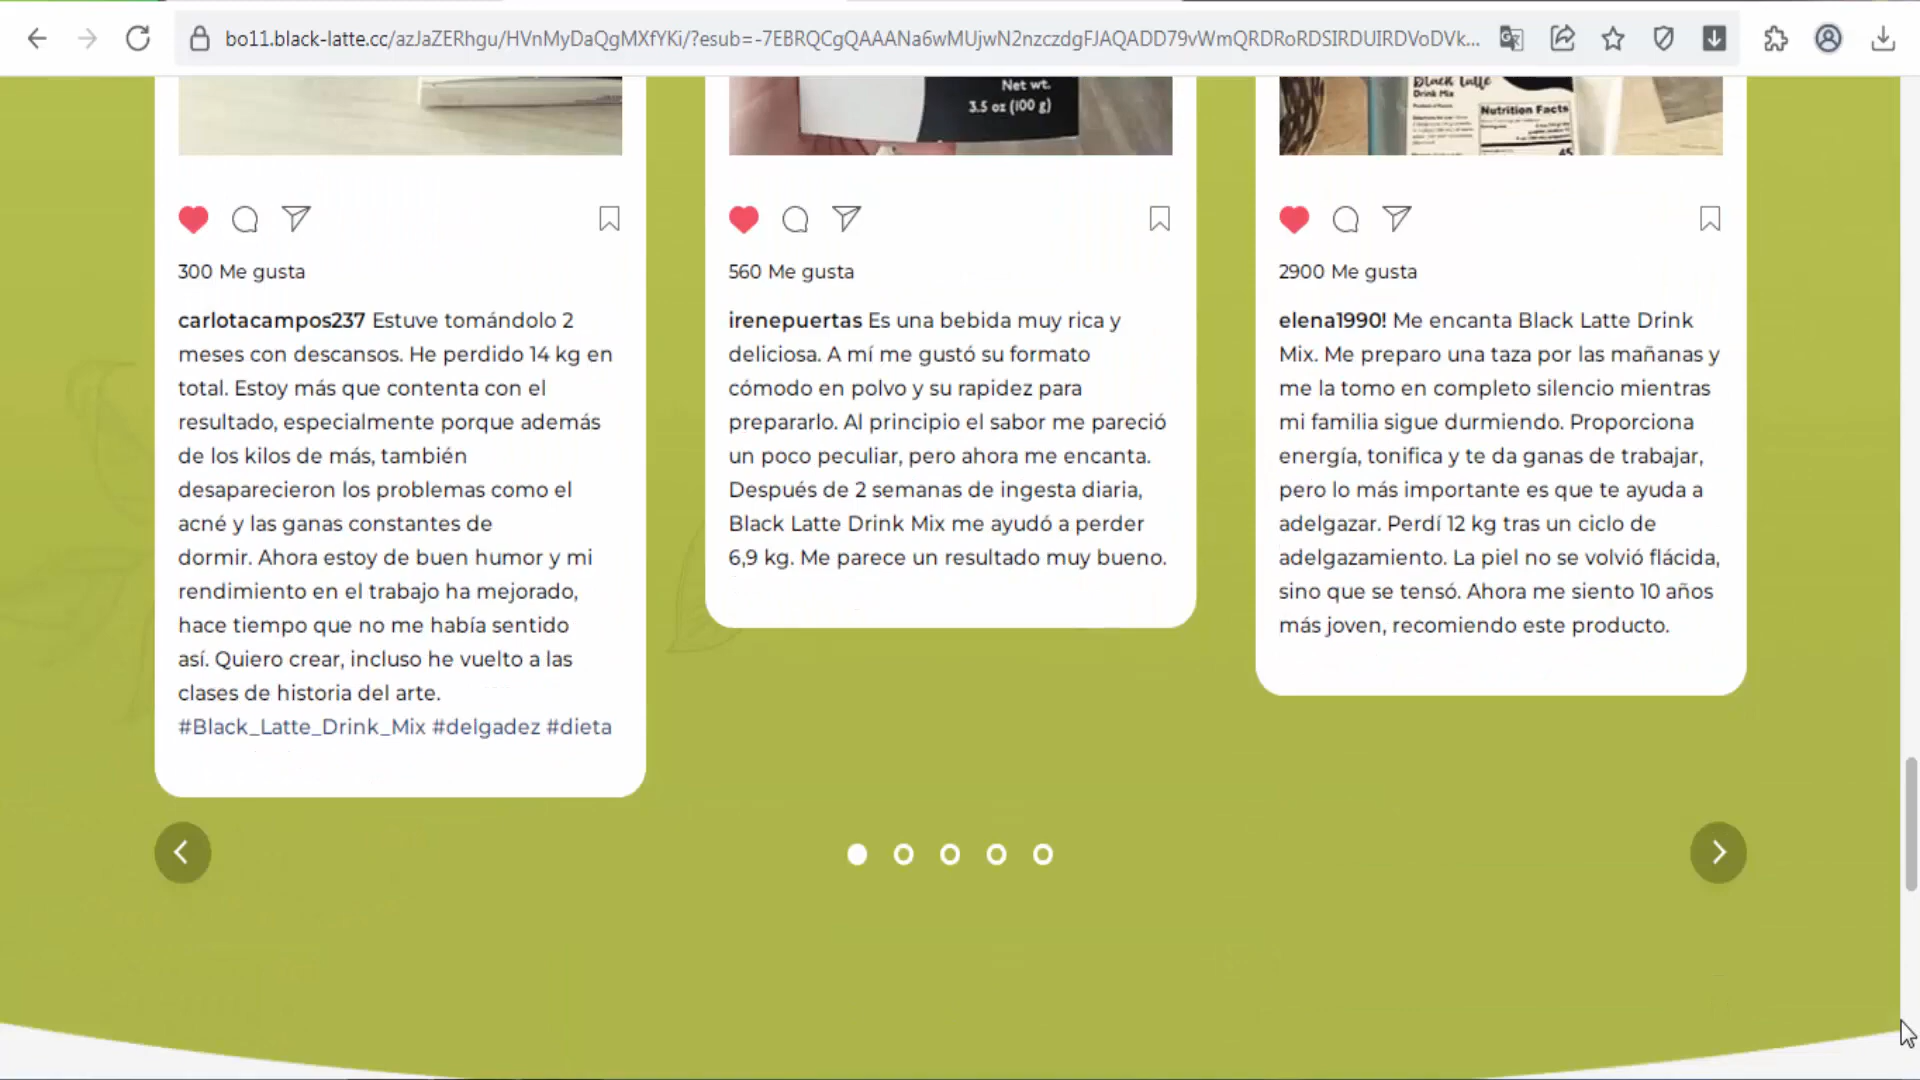 bo11.black-latte.cc/azJaZERhgu/HVnMyDaQgMXfYKi/?esub=-7EBRQCgQAAANa6wMUjwN2nzczdgFJAQADD79vWmQRDRoRDSIRDUIRDVoDVk...
Net wt.
3.5 oz (100 g)
Black Latte
Drink Mix
Nutrition Facts
45
300 Me gusta
carlotacampos237 Estuve tomándolo 2
meses con descansos. He perdido 14 kg en
total. Estoy más que contenta con el
resultado, especialmente porque además
de los kilos de más, también
desaparecieron los problemas como el
acné y las ganas constantes de
dormir. Ahora estoy de buen humor y mi
rendimiento en el trabajo ha mejorado,
hace tiempo que no me había sentido
así. Quiero crear, incluso he vuelto a las
clases de historia del arte.
#Black_Latte_Drink_Mix #delgadez #dieta
560 Me gusta
irenepuertas Es una bebida muy rica y
deliciosa. A mí me gustó su formato
cómodo en polvo y su rapidez para
prepararlo. Al principio el sabor me pareció
un poco peculiar, pero ahora me encanta.
Después de 2 semanas de ingesta diaria,
Black Latte Drink Mix me ayudó a perder
6,9 kg. Me parece un resultado muy bueno.
2900 Me gusta
elena1990! Me encanta Black Latte Drink
Mix. Me preparo una taza por las mañanas y
me la tomo en completo silencio mientras
mi familia sigue durmiendo. Proporciona
energía, tonifica y te da ganas de trabajar,
pero lo más importante es que te ayuda a
adelgazar. Perdí 12 kg tras un ciclo de
adelgazamiento. La piel no se volvió flácida,
sino que se tensó. Ahora me siento 10 años
más joven, recomiendo este producto.